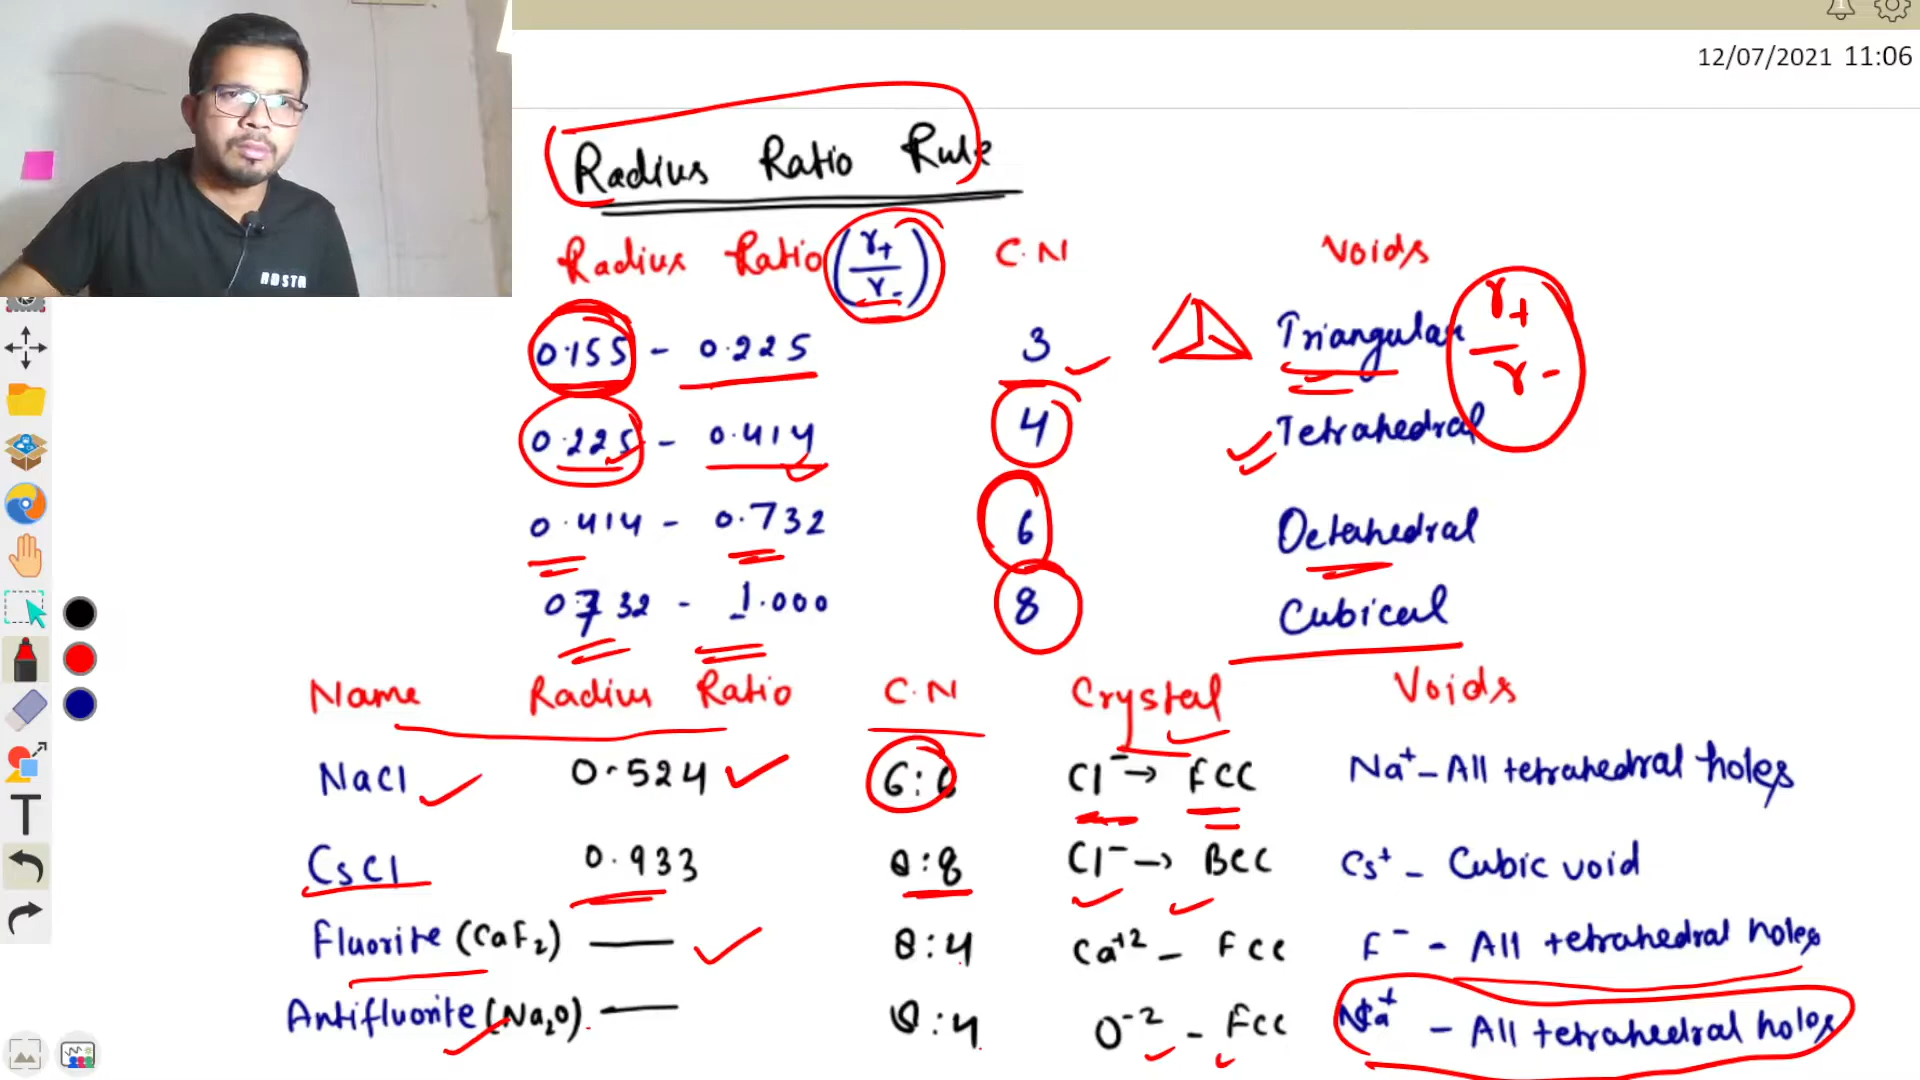 12/07/2021 11:06
Radius Ratio Rule
Radius Ratio (r+/r-) C.N Voids
0.155 - 0.225 3 Triangular r+/r-
0.225 - 0.414 4 Tetrahedral
0.414 - 0.732 6 Octahedral
0.732 - 1.000 8 Cubical
Name Radius Ratio C.N Crystal Voids
NaCl 0.524 6:6 Cl⁻ → FCC Na⁺ - All tetrahedral holes
CsCl 0.933 8:8 Cl⁻ → BCC Cs⁺ - Cubic void
Fluorite (CaF₂) — 8:4 Ca⁺² - FCC F⁻ - All tetrahedral holes
Antifluorite (Na₂O) — 8:4 O⁻² - FCC Na⁺ - All tetrahedral holes
T